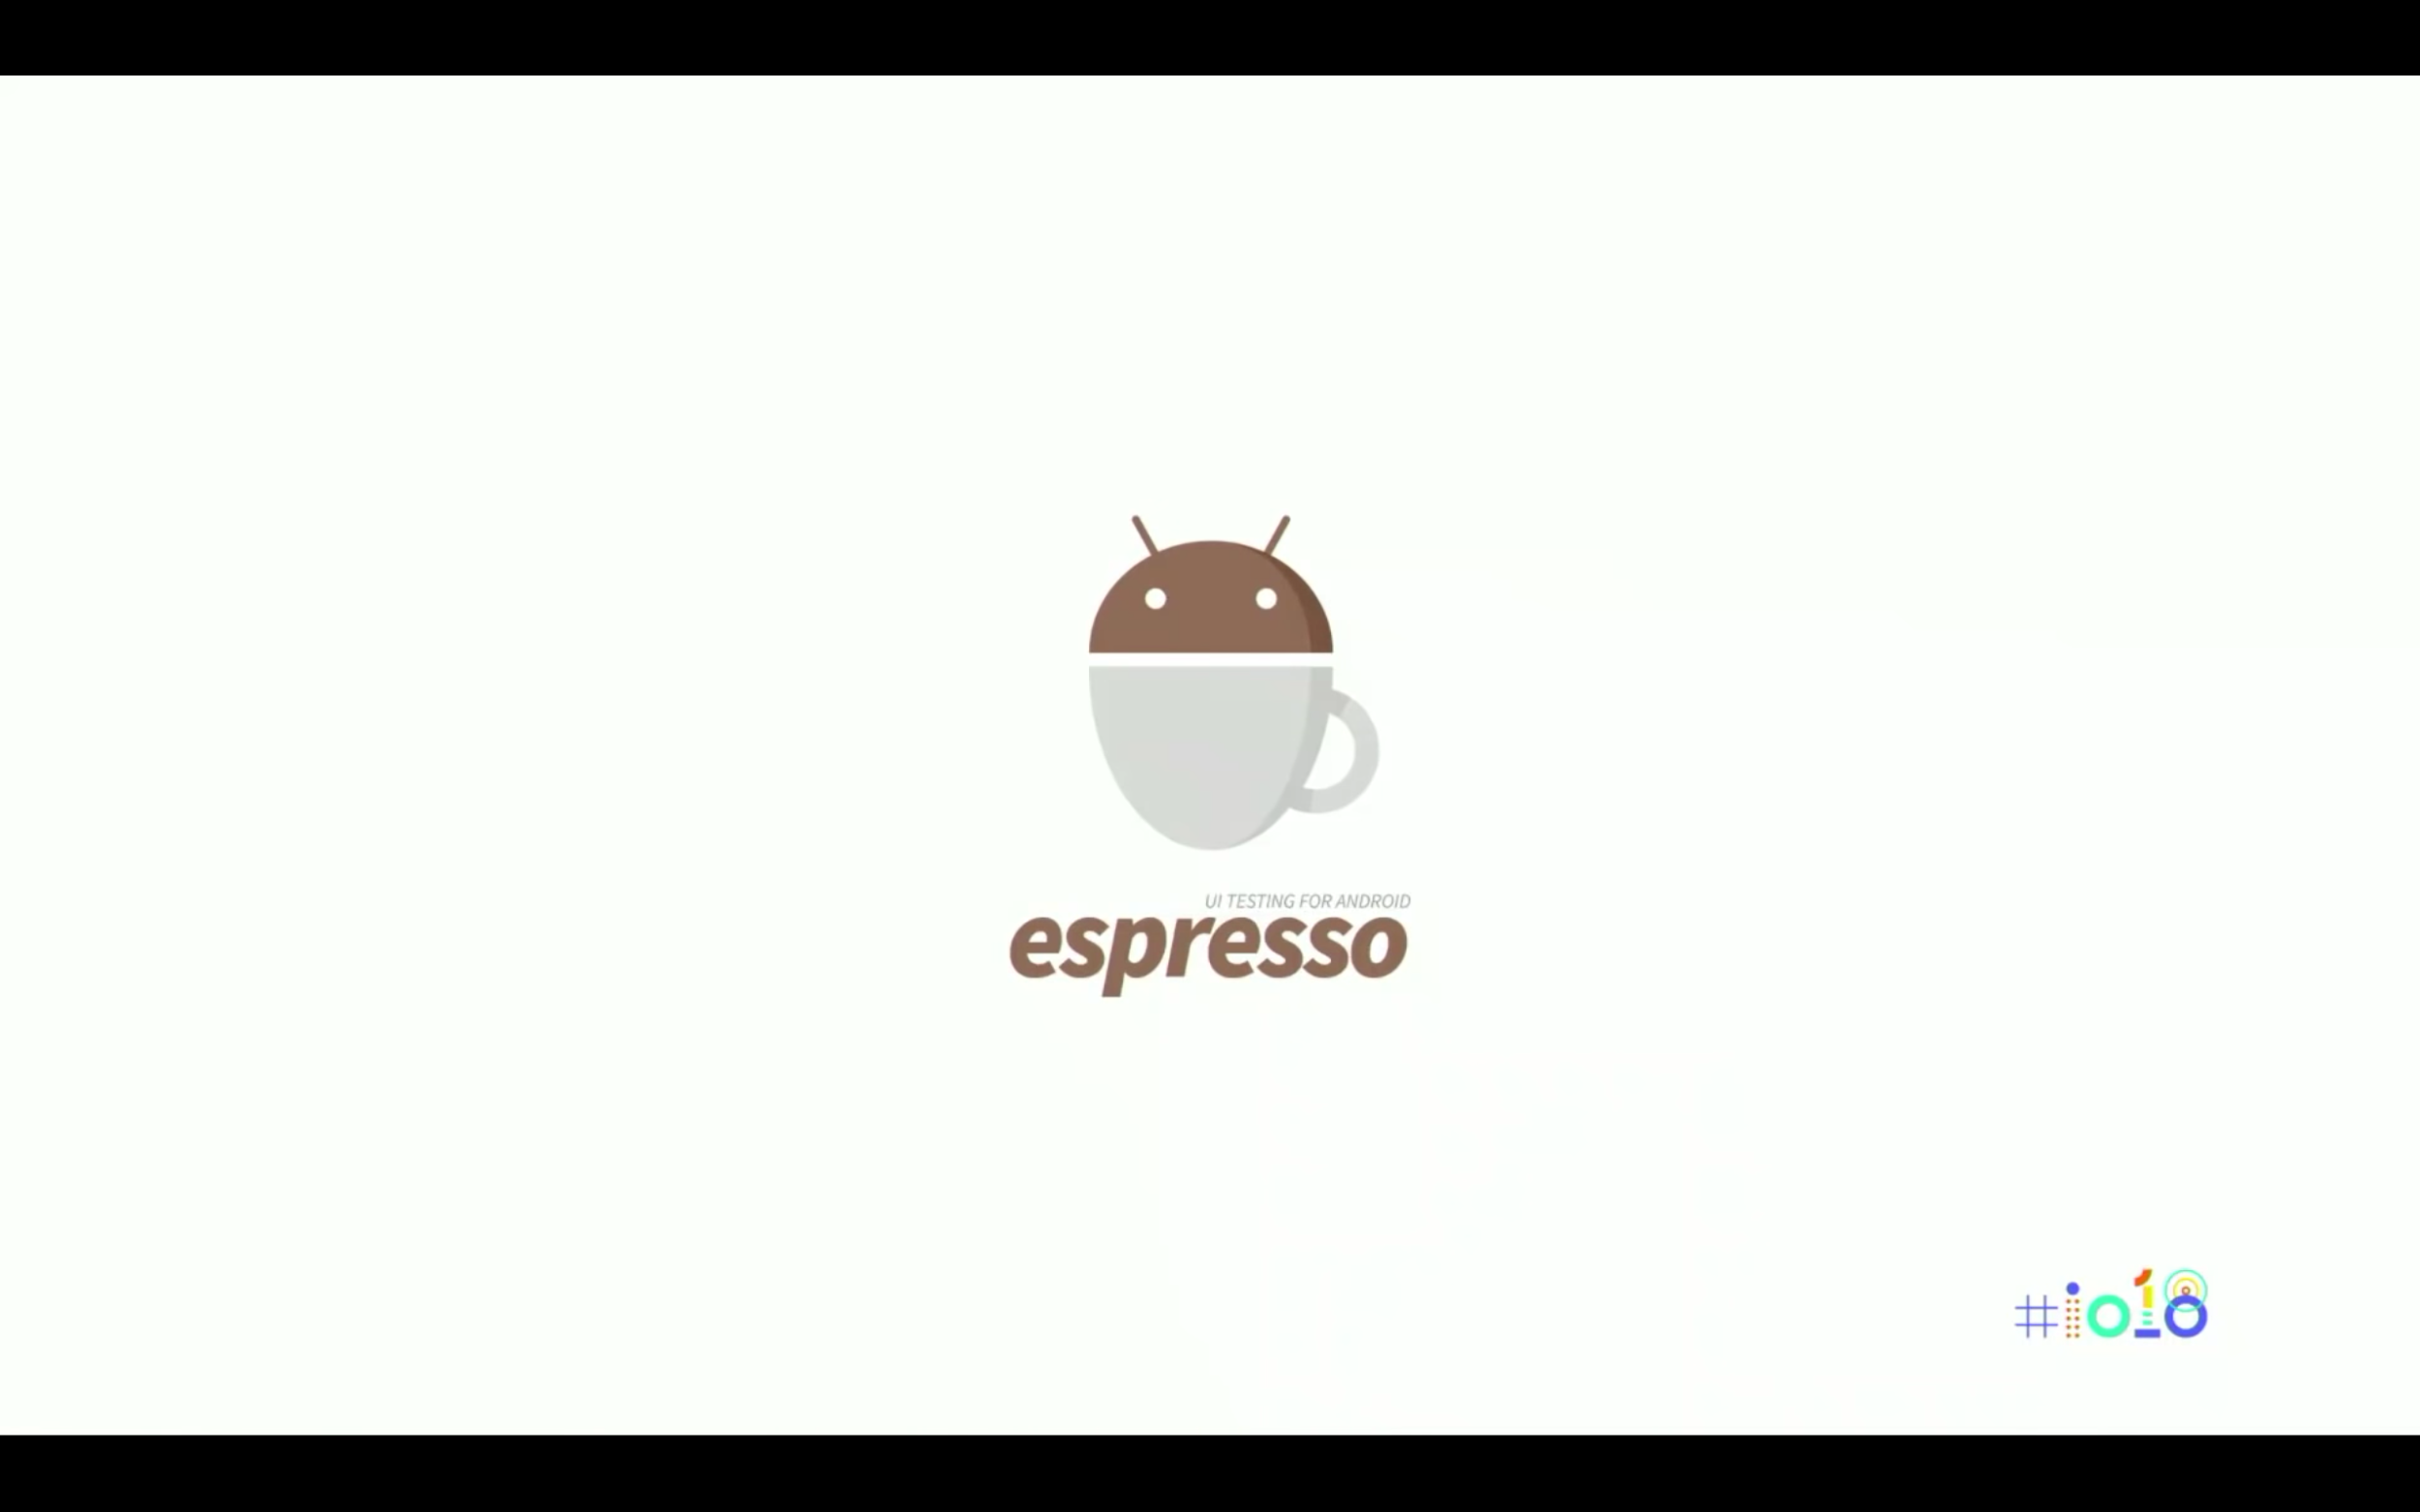 UI TESTING FOR ANDROID
espresso
#io18